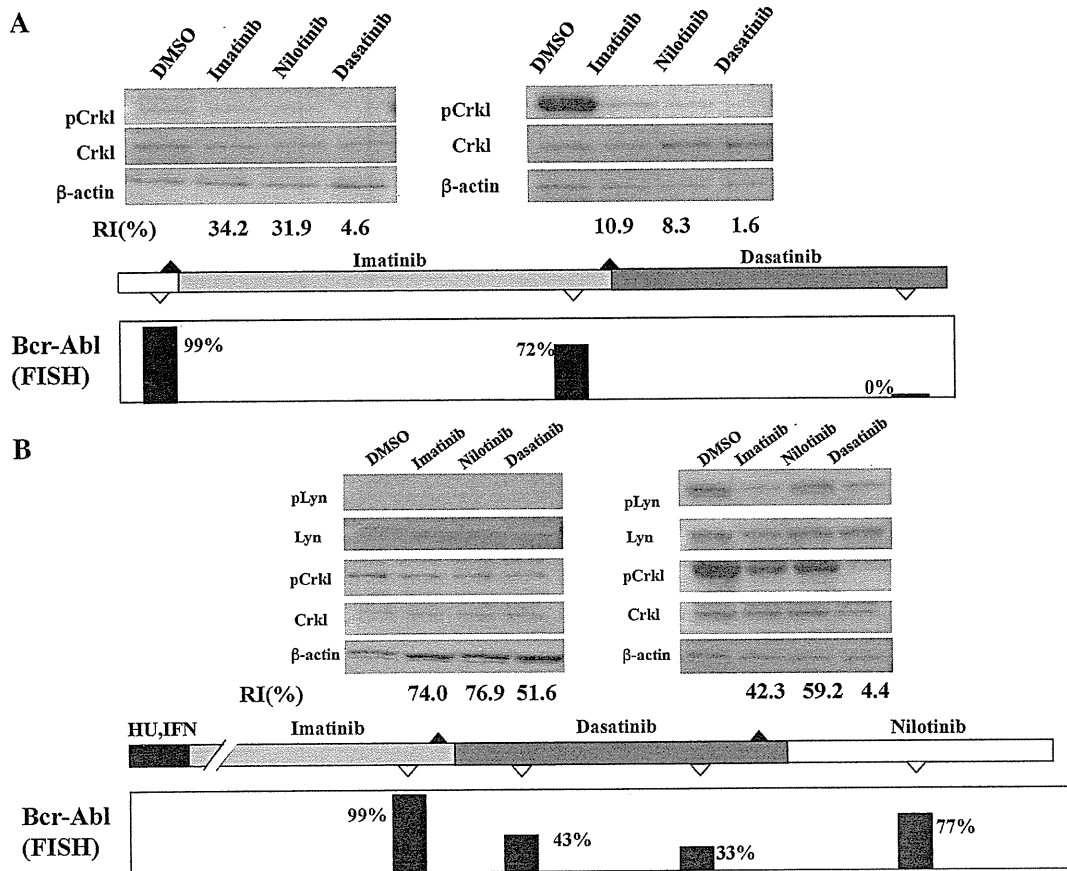 A
DMSO Imatinib Nilotinib Dasatinib
DMSO Imatinib Nilotinib Dasatinib
pCrkl
Crkl
β-actin
RI(%) 34.2 31.9 4.6
pCrkl
Crkl
β-actin
10.9 8.3 1.6
Imatinib Dasatinib
Bcr-Abl
(FISH)
99% 72% 0%
B
DMSO Imatinib Nilotinib Dasatinib
DMSO Imatinib Nilotinib Dasatinib
pLyn
Lyn
pCrkl
Crkl
β-actin
RI(%) 74.0 76.9 51.6
pLyn
Lyn
pCrkl
Crkl
β-actin
42.3 59.2 4.4
HU,IFN Imatinib Dasatinib Nilotinib
Bcr-Abl
(FISH)
99% 43% 33% 77%